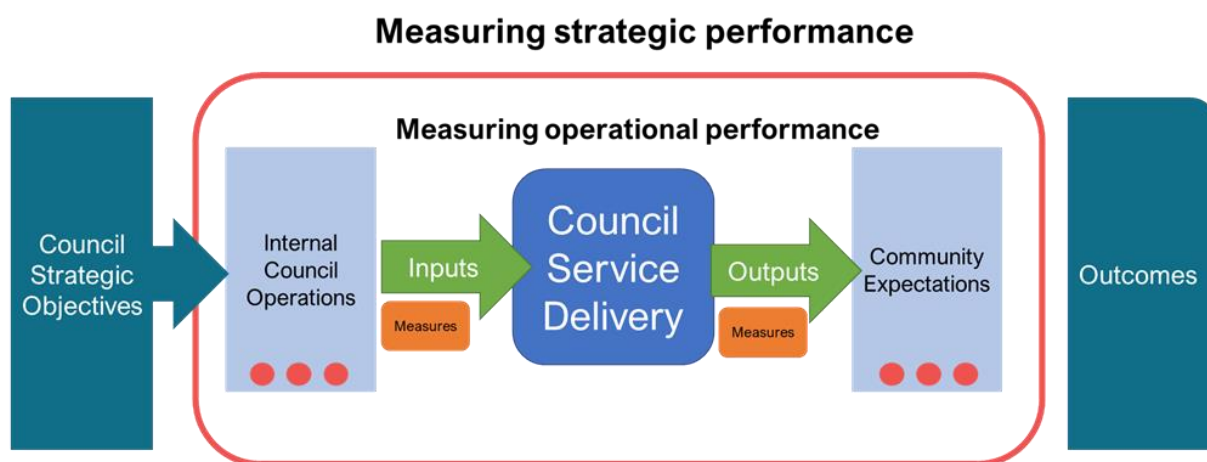 Measuring strategic performance
Measuring operational performance
Council
Strategic
Objectives
Internal
Council
Operations
Inputs
Measures
Council
Service
Delivery
Outputs
Measures
Community
Expectations
Outcomes